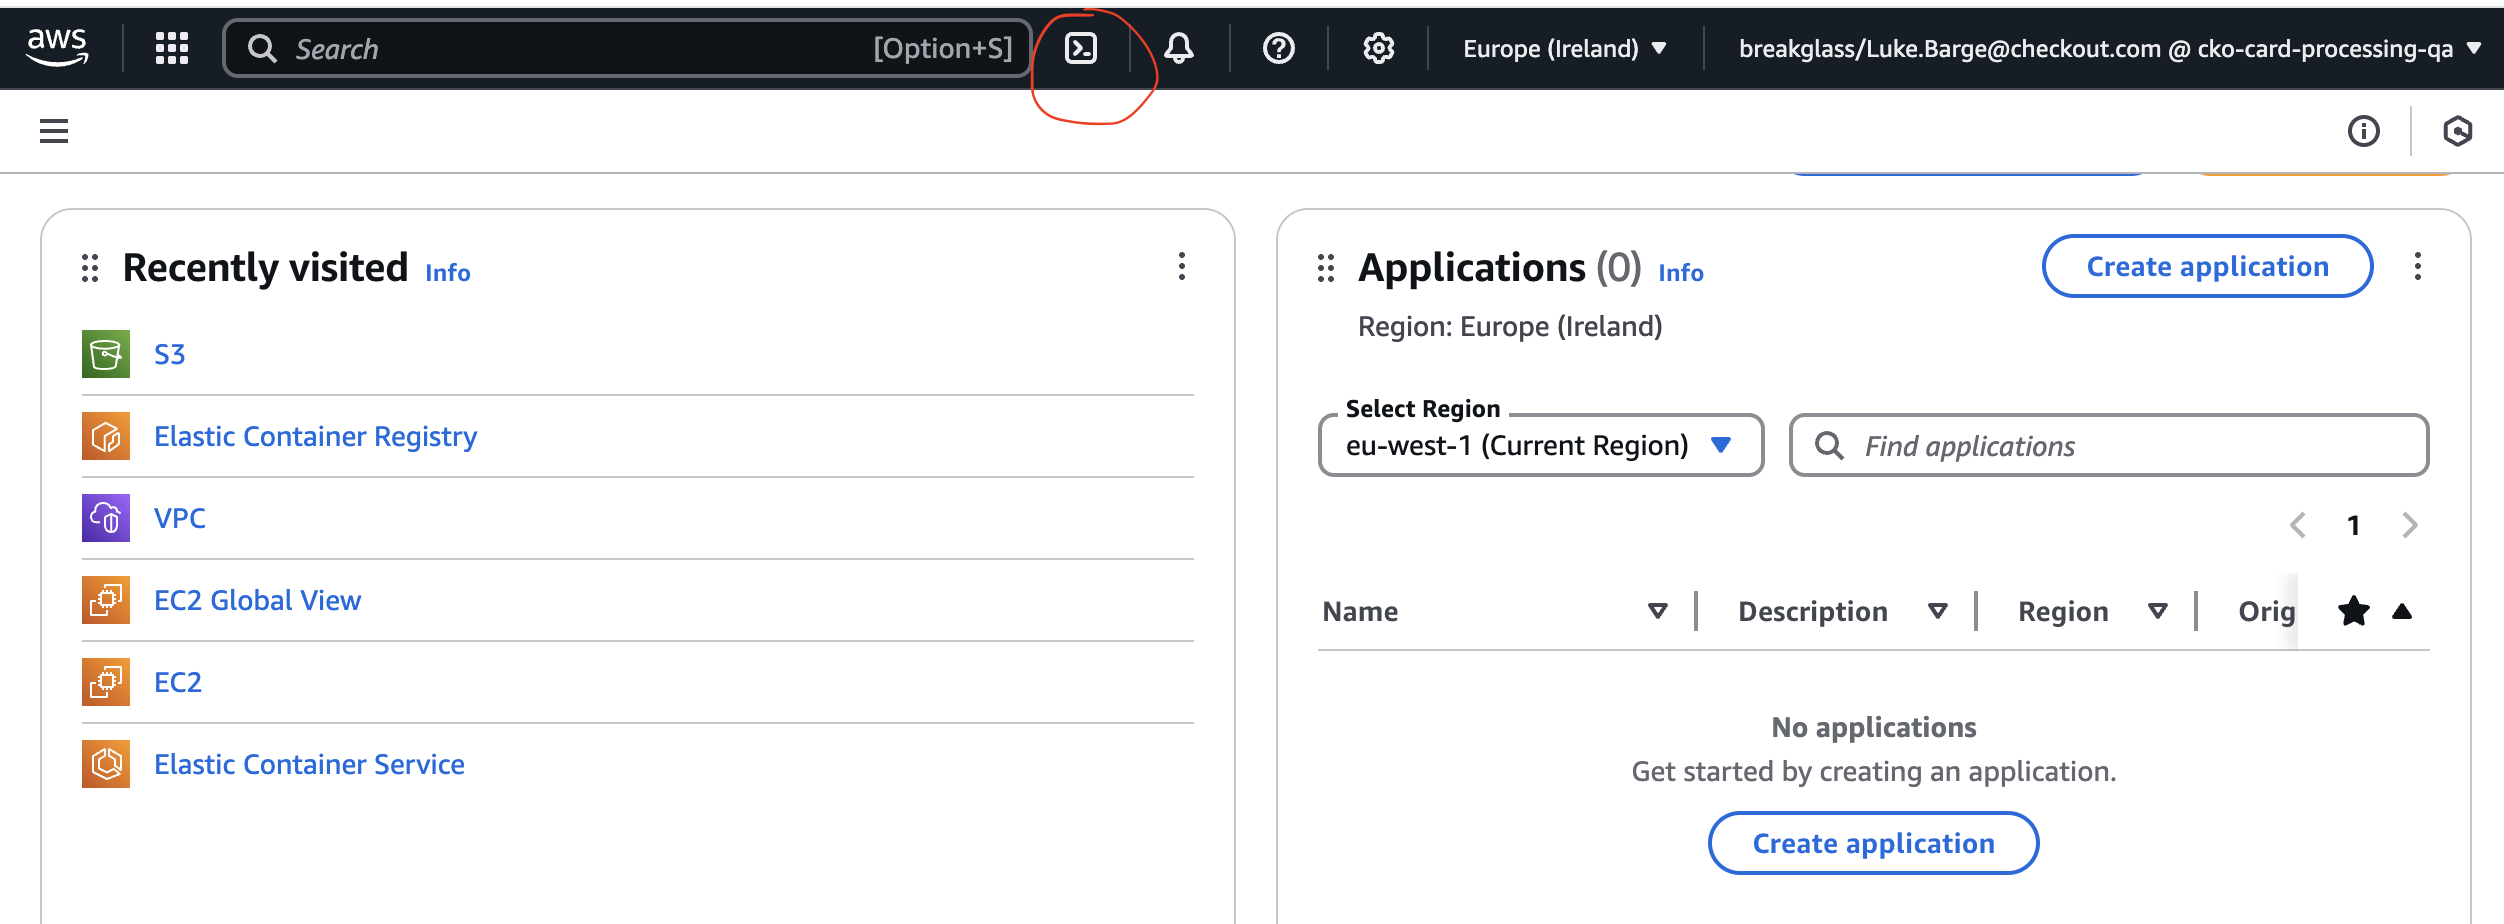 aws
Search [Option+S]
Europe (Ireland)
breakglass/Luke.Barge@checkout.com @ cko-card-processing-qa
Recently visited Info
S3
Elastic Container Registry
VPC
EC2 Global View
EC2
Elastic Container Service
Applications (0) Info
Create application
Region: Europe (Ireland)
Select Region
eu-west-1 (Current Region)
Find applications
1
Name Description Region Orig
No applications
Get started by creating an application.
Create application